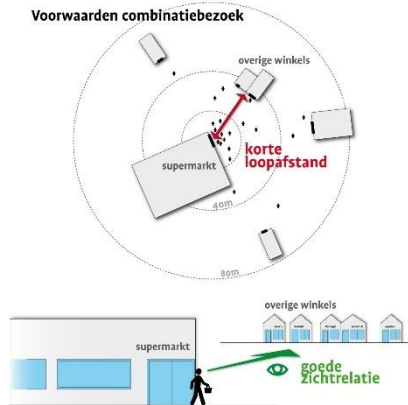 Voorwaarden combinatiebezoek
overige winkels
korte
loopafstand
supermarkt
40m
80m
overige winkels
supermarkt
goede
zichtrelatie